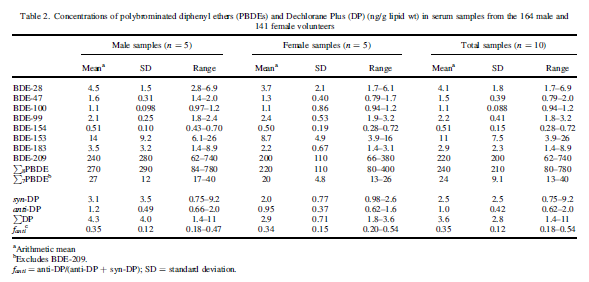 Table 2. Concentrations of polybrominated diphenyl ethers (PBDEs) and Dechlorane Plus (DP) (ng/g lipid wt) in serum samples from the 164 male and
141 female volunteers
Male samples (n = 5) Female samples (n = 5) Total samples (n = 10)
Meanᵃ SD Range Meanᵃ SD Range Meanᵃ SD Range
BDE-28 4.5 1.5 2.8–6.9 3.7 2.1 1.7–6.1 4.1 1.8 1.7–6.9
BDE-47 1.6 0.31 1.4–2.0 1.3 0.40 0.79–1.7 1.5 0.39 0.79–2.0
BDE-100 1.1 0.098 0.97–1.2 1.1 0.86 0.94–1.2 1.1 0.088 0.94–1.2
BDE-99 2.1 0.25 1.8–2.4 2.4 0.53 1.9–3.2 2.2 0.41 1.8–3.2
BDE-154 0.51 0.10 0.43–0.70 0.50 0.19 0.28–0.72 0.51 0.15 0.28–0.72
BDE-153 14 9.2 6.1–26 8.7 4.9 3.9–16 11 7.5 3.9–26
BDE-183 3.5 3.2 1.4–8.9 2.2 0.67 1.4–3.1 2.9 2.3 1.4–8.9
BDE-209 240 280 62–740 200 110 66–380 220 200 62–740
∑₈PBDE 270 290 84–780 220 110 80–400 240 210 80–780
∑₇PBDEᵇ 27 12 17–40 20 4.8 13–26 24 9.1 13–40
syn-DP 3.1 3.5 0.75–9.2 2.0 0.77 0.98–2.6 2.5 2.5 0.75–9.2
anti-DP 1.2 0.49 0.66–2.0 0.95 0.37 0.62–1.6 1.0 0.42 0.62–2.0
∑DP 4.3 4.0 1.4–11 2.9 0.71 1.8–3.6 3.6 2.8 1.4–11
fantiᶜ 0.35 0.12 0.18–0.47 0.34 0.15 0.20–0.54 0.35 0.12 0.18–0.54
ᵃArithmetic mean
ᵇExcludes BDE-209.
fanti = anti-DP/(anti-DP + syn-DP); SD = standard deviation.